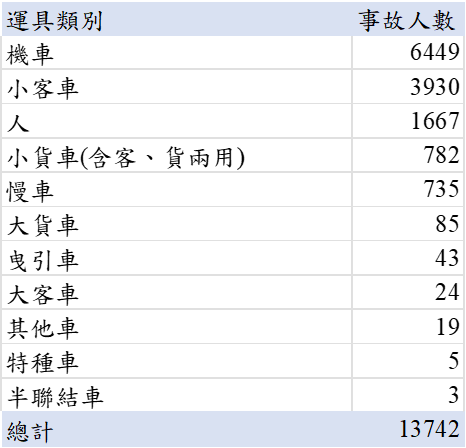 運具類別 事故人數
機車 6449
小客車 3930
人 1667
小貨車(含客、貨兩用) 782
慢車 735
大貨車 85
曳引車 43
大客車 24
其他車 19
特種車 5
半聯結車 3
總計 13742